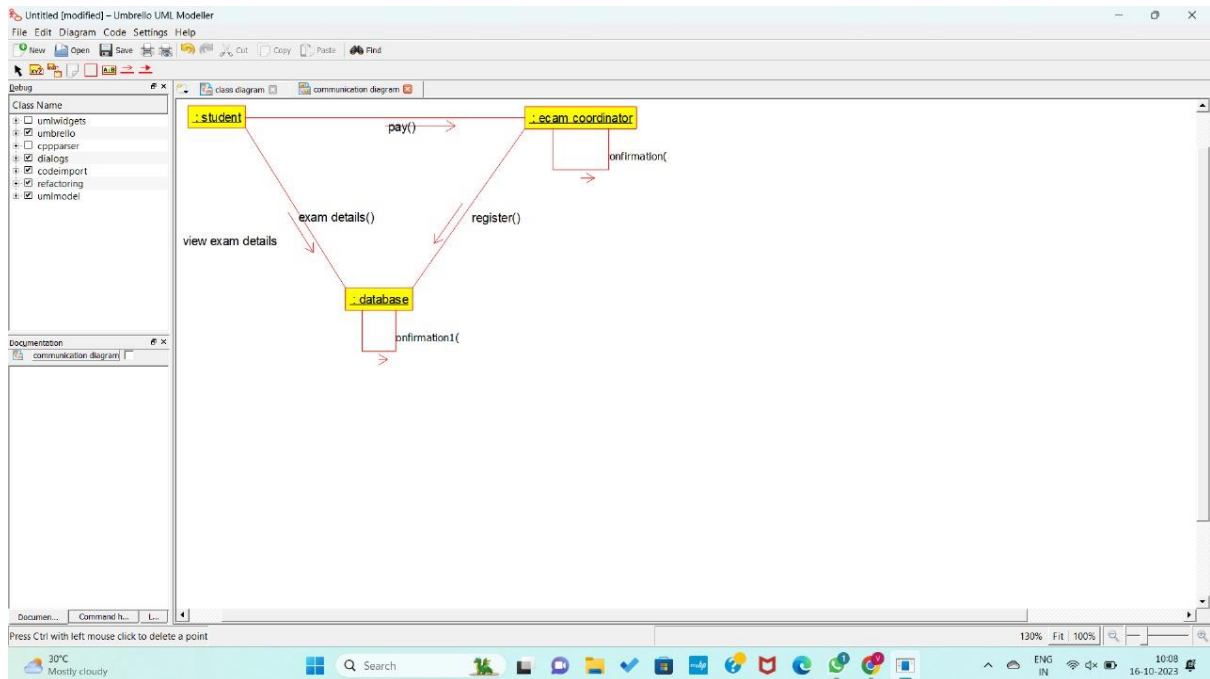 Untitled [modified] – Umbrello UML Modeller
File Edit Diagram Code Settings Help
New Open Save Cut Copy Paste Find
Debug
class diagram
communication diagram
Class Name
umlwidgets
umbrello
cppparser
dialogs
codeimport
refactoring
umlmodel
: student
pay()
: ecam coordinator
onfirmation(
exam details()
register()
view exam details
: database
onfirmation1(
Documentation
communication diagram
Documen... Command h... L...
Press Ctrl with left mouse click to delete a point
130% Fit 100%
30°C
Mostly cloudy
Search
ENG
IN
10:08
16-10-2023